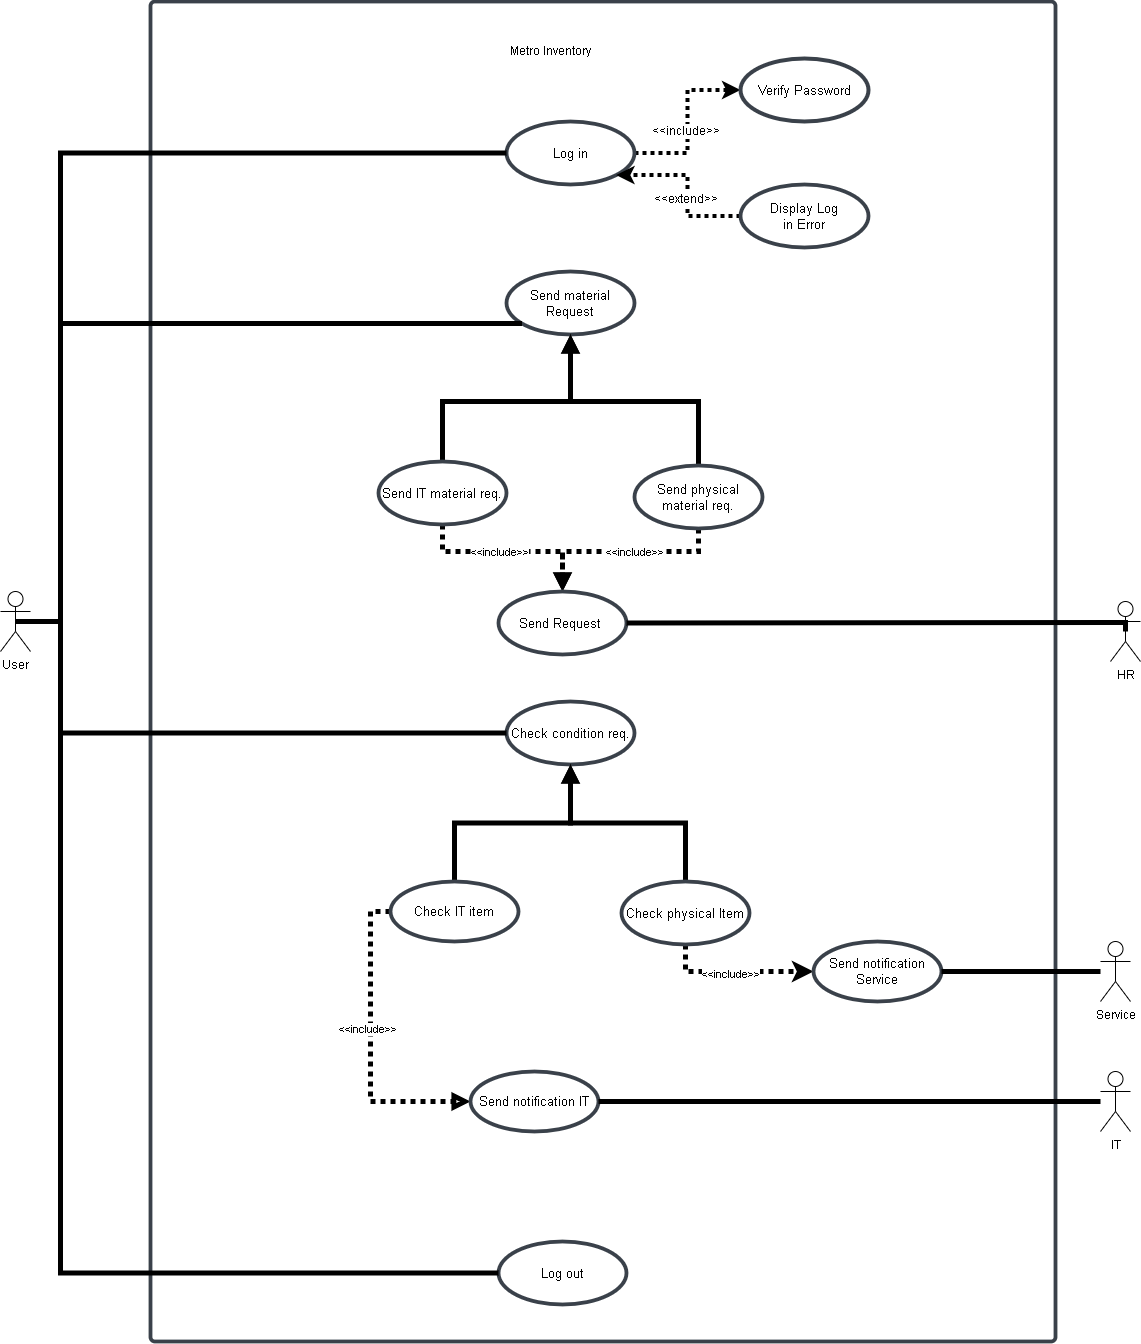 Metro Inventory
Verify Password
<<include>>
Log in
<<extend>>
Display Log
in Error
Send material
Request
Send IT material req.
Send physical
material req.
<<include>>
<<include>>
Send Request
User
HR
Check condition req.
Check IT item
Check physical Item
Send notification
Service
<<include>>
Service
<<include>>
Send notification IT
IT
Log out